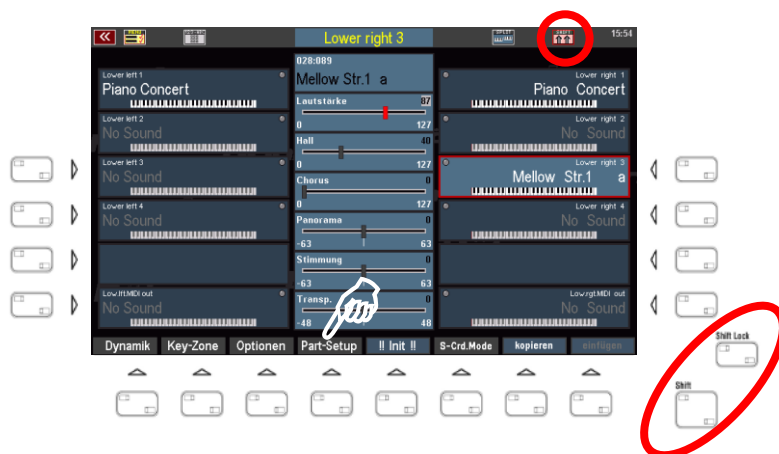 Lower right 3
15:54
Lower left 1
Piano Concert
Lower left 2
No Sound
Lower left 3
No Sound
Lower left 4
No Sound
Low.lft.MIDI out
No Sound
028:089
Mellow Str.1 a
Lautstärke 87
0 127
Hall 40
0 127
Chorus 0
0 127
Panorama 0
-63 63
Stimmung 0
-63 63
Transp. 0
-48 48
Lower right 1
Piano Concert
Lower right 2
No Sound
Lower right 3
Mellow Str.1 a
Lower right 4
No Sound
Low.rgt.MIDI out
No Sound
Dynamik Key-Zone Optionen Part-Setup !! Init !! S-Crd.Mode kopieren einfügen
Shift Lock
Shift